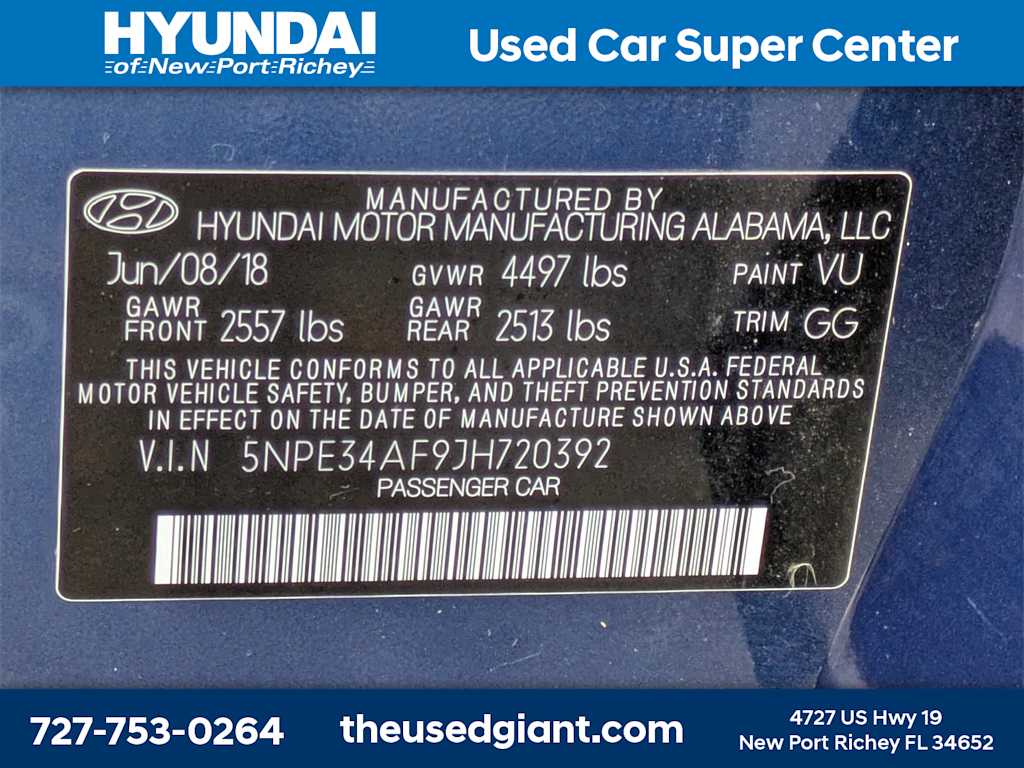 HYUNDAI
of New Port Richey
Used Car Super Center
MANUFACTURED BY
HYUNDAI MOTOR MANUFACTURING ALABAMA, LLC
Jun/08/18 GVWR 4497 lbs PAINT VU
GAWR FRONT 2557 lbs GAWR REAR 2513 lbs TRIM GG
THIS VEHICLE CONFORMS TO ALL APPLICABLE U.S.A. FEDERAL
MOTOR VEHICLE SAFETY, BUMPER, AND THEFT PREVENTION STANDARDS
IN EFFECT ON THE DATE OF MANUFACTURE SHOWN ABOVE
V.I.N 5NPE34AF9JH720392
PASSENGER CAR
727-753-0264
theusedgiant.com
4727 US Hwy 19
New Port Richey FL 34652